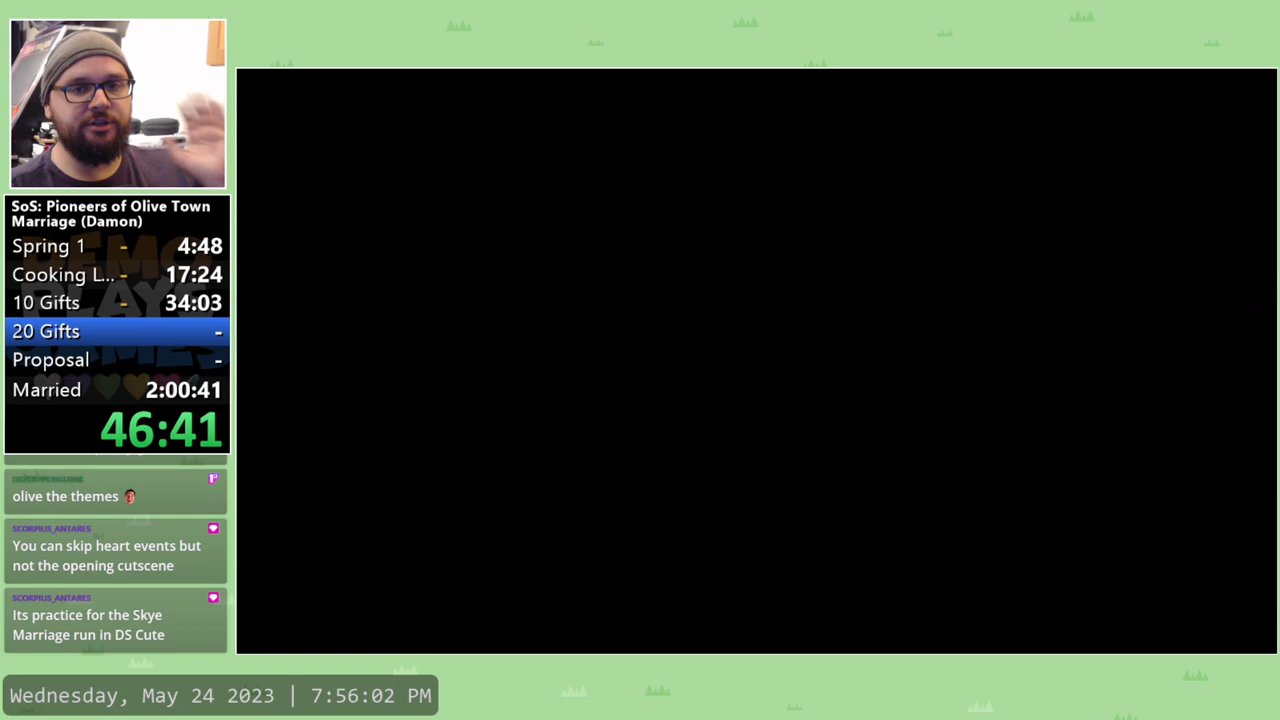 SoS: Pioneers of Olive Town
Marriage (Damon)
Spring 1 - 4:48
Cooking L... - 17:24
10 Gifts - 34:03
20 Gifts -
Proposal -
Married 2:00:41
46:41
olive the themes
SCORPIUS_ANTARES
You can skip heart events but
not the opening cutscene
SCORPIUS_ANTARES
Its practice for the Skye
Marriage run in DS Cute
Wednesday, May 24 2023 | 7:56:02 PM